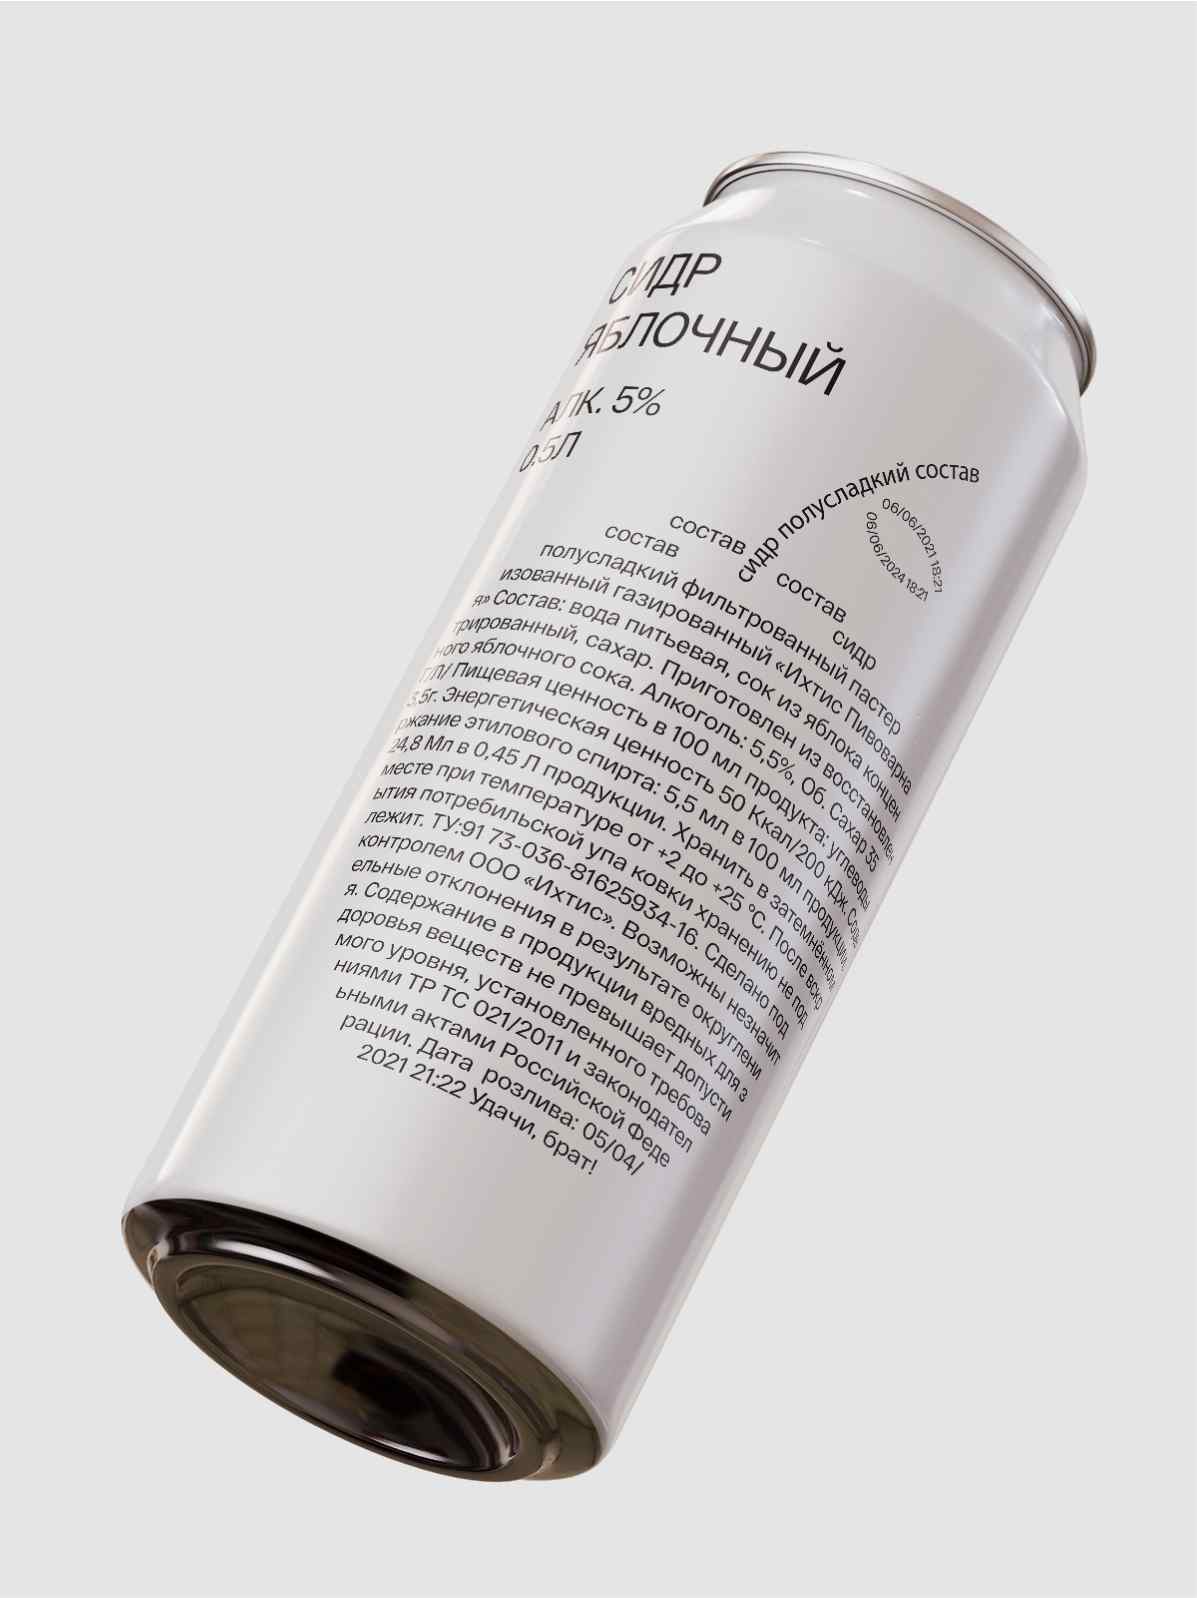 СИДР
ЯБЛОЧНЫЙ
АЛК. 5%
0.5Л
сидр полусладкий состав
06/06/2021 18:21
06/06/2024 18:21
состав
состав
состав
сидр
полусладкий фильтрованный пастер
изованный газированный «Ихтис Пивоварна
я» Состав: вода питьевая, сок из яблока концен
трированный, сахар. Приготовлен из восстановлен
ного яблочного сока. Алкоголь: 5,5%, Об. Сахар 35
Г/Л/ Пищевая ценность в 100 мл продукта: углеводы
3,5г. Энергетическая ценность 50 Ккал/200 кДж. Соде
ржание этилового спирта: 5,5 мл в 100 мл продукции,
24,8 Мл в 0,45 Л продукции. Хранить в затемнённом
месте при температуре от +2 до +25 °С. После вскр
ытия потребильской упа ковки хранению не под
лежит. ТУ:91 73-036-81625934-16. Сделано под
контролем ООО «Ихтис». Возможны незначит
ельные отклонения в результате округлени
я. Содержание в продукции вредных для з
доровья веществ не превышает допусти
мого уровня, установленного требова
ниями ТР ТС 021/2011 и законодател
ьными актами Российской Феде
рации. Дата розлива: 05/04/
2021 21:22 Удачи, брат!